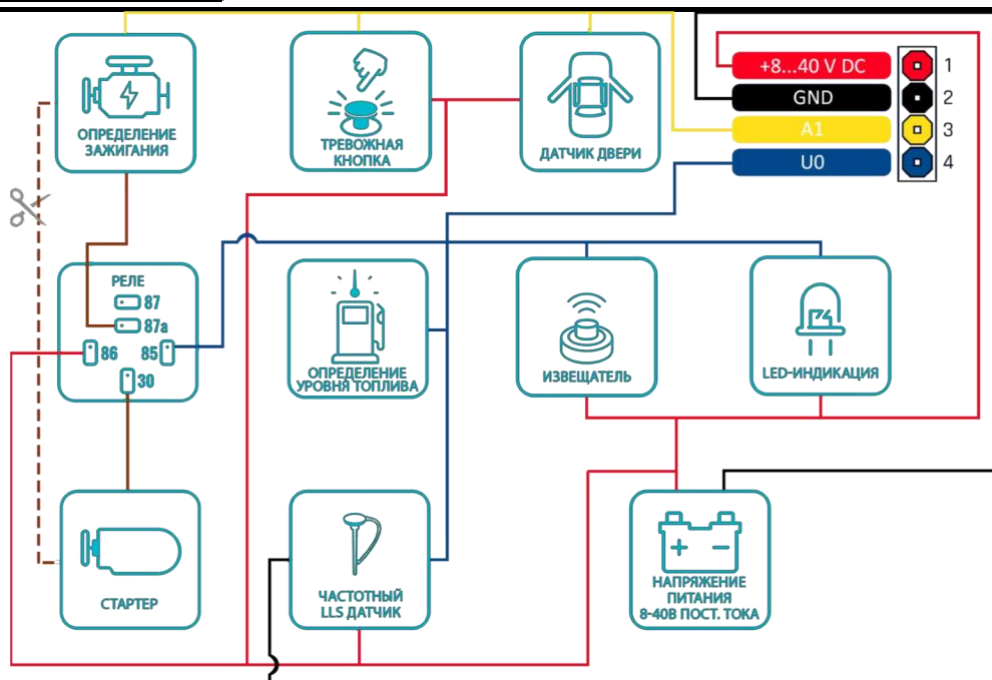 ОПРЕДЕЛЕНИЕ
ЗАЖИГАНИЯ
ТРЕВОЖНАЯ
КНОПКА
ДАТЧИК ДВЕРИ
+8...40 V DC
1
GND
2
A1
3
U0
4
РЕЛЕ
87
87a
86
85
30
ОПРЕДЕЛЕНИЕ
УРОВНЯ ТОПЛИВА
ИЗВЕЩАТЕЛЬ
LED-ИНДИКАЦИЯ
СТАРТЕР
ЧАСТОТНЫЙ
LLS ДАТЧИК
+ −
НАПРЯЖЕНИЕ
ПИТАНИЯ
8-40В ПОСТ. ТОКА